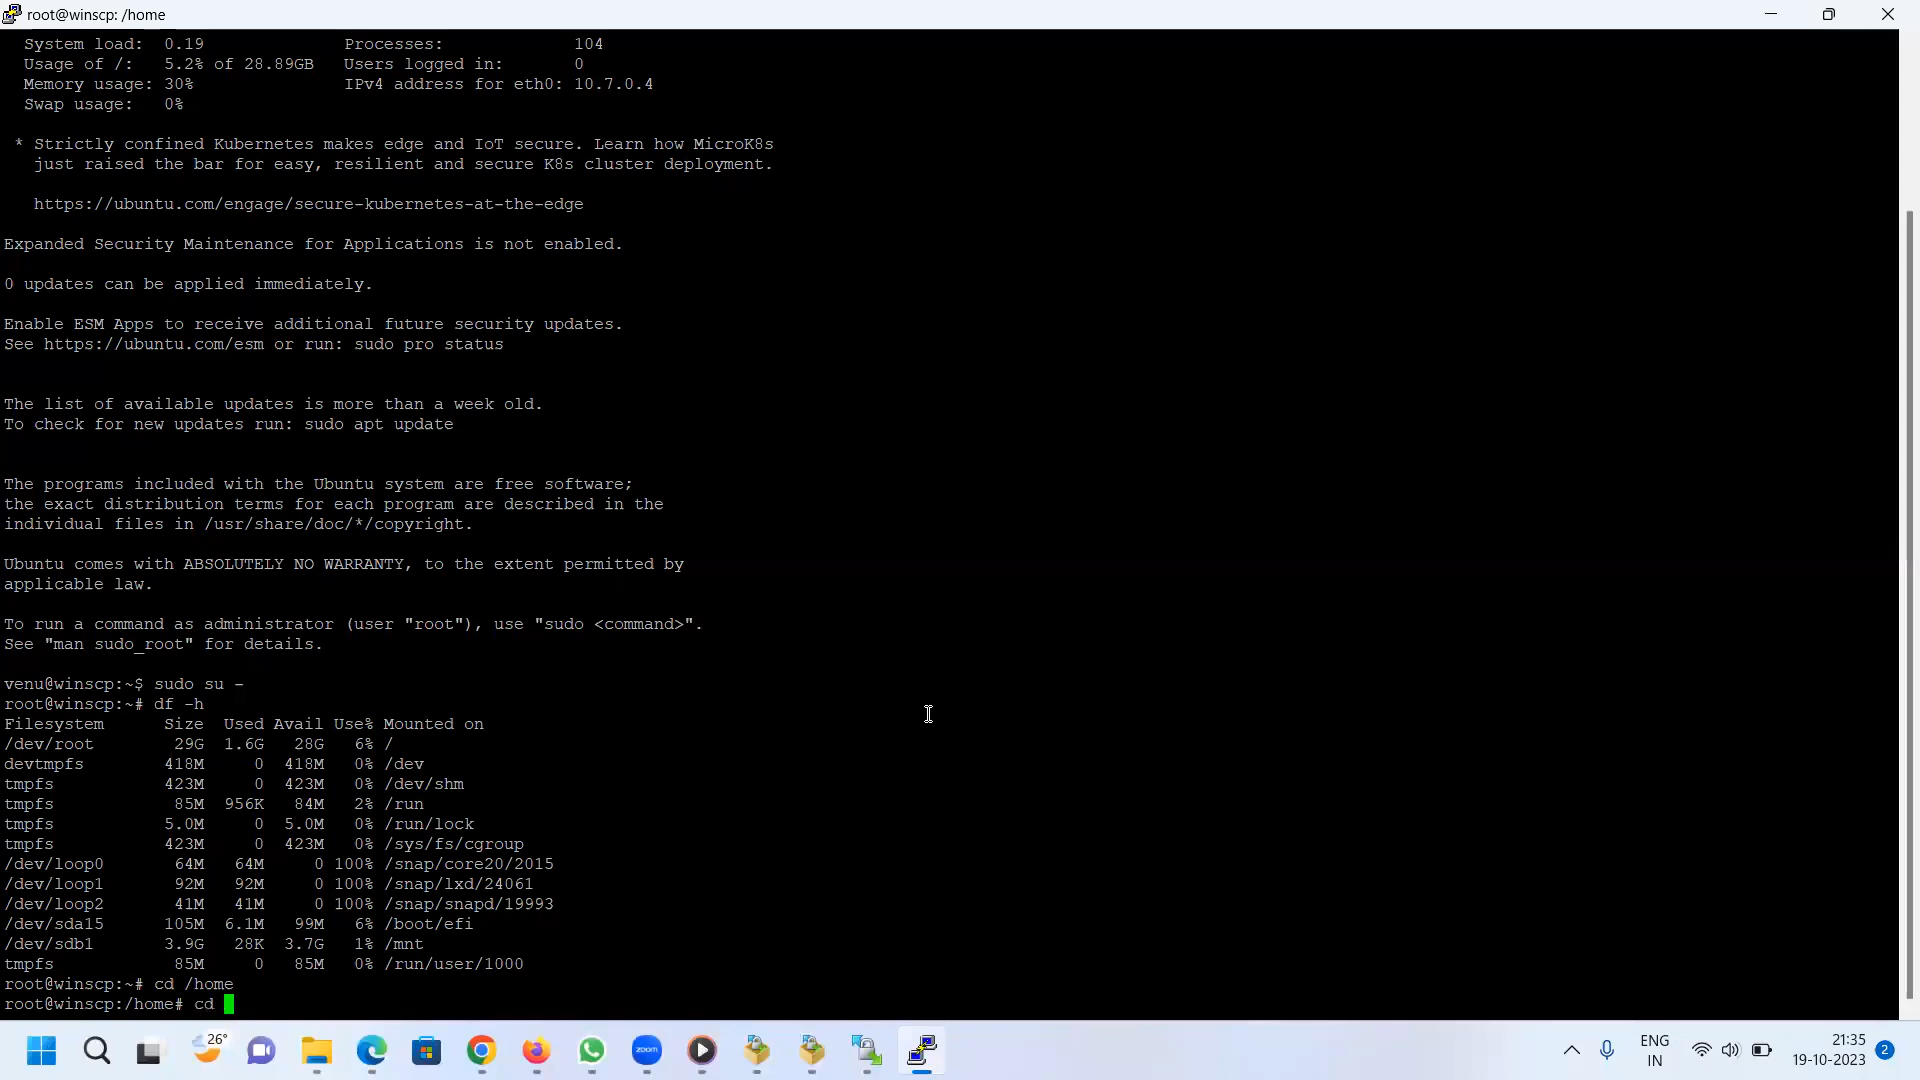 root@winscp: /home
System load:  0.19              Processes:             104
Usage of /:   5.2% of 28.89GB   Users logged in:       0
Memory usage: 30%               IPv4 address for eth0: 10.7.0.4
Swap usage:   0%
* Strictly confined Kubernetes makes edge and IoT secure. Learn how MicroK8s
just raised the bar for easy, resilient and secure K8s cluster deployment.
https://ubuntu.com/engage/secure-kubernetes-at-the-edge
Expanded Security Maintenance for Applications is not enabled.
0 updates can be applied immediately.
Enable ESM Apps to receive additional future security updates.
See https://ubuntu.com/esm or run: sudo pro status
The list of available updates is more than a week old.
To check for new updates run: sudo apt update
The programs included with the Ubuntu system are free software;
the exact distribution terms for each program are described in the
individual files in /usr/share/doc/*/copyright.
Ubuntu comes with ABSOLUTELY NO WARRANTY, to the extent permitted by
applicable law.
To run a command as administrator (user "root"), use "sudo <command>".
See "man sudo_root" for details.
venu@winscp:~$ sudo su -
root@winscp:~# df -h
Filesystem      Size  Used Avail Use% Mounted on
/dev/root        29G  1.6G   28G   6% /
devtmpfs        418M     0  418M   0% /dev
tmpfs           423M     0  423M   0% /dev/shm
tmpfs            85M  956K   84M   2% /run
tmpfs           5.0M     0  5.0M   0% /run/lock
tmpfs           423M     0  423M   0% /sys/fs/cgroup
/dev/loop0       64M   64M     0 100% /snap/core20/2015
/dev/loop1       92M   92M     0 100% /snap/lxd/24061
/dev/loop2       41M   41M     0 100% /snap/snapd/19993
/dev/sda15      105M  6.1M   99M   6% /boot/efi
/dev/sdb1       3.9G   28K  3.7G   1% /mnt
tmpfs            85M     0   85M   0% /run/user/1000
root@winscp:~# cd /home
root@winscp:/home# cd
26°
zoom
ENG
IN
21:35
19-10-2023
2